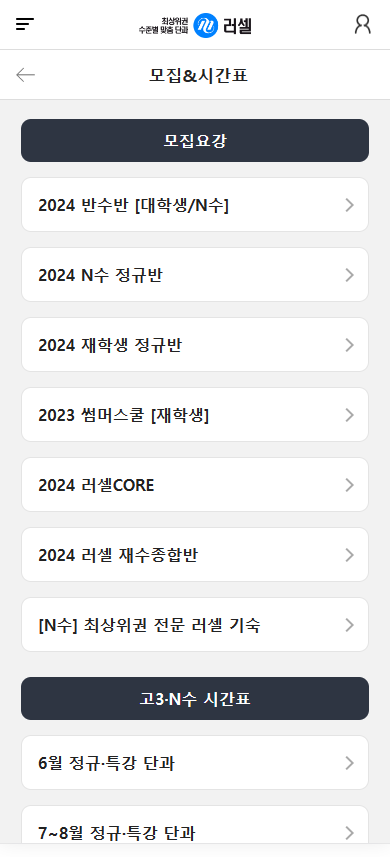 최상위권
수준별 맞춤 단과
러셀
모집&시간표
모집요강
2024 반수반 [대학생/N수]
2024 N수 정규반
2024 재학생 정규반
2023 썸머스쿨 [재학생]
2024 러셀CORE
2024 러셀 재수종합반
[N수] 최상위권 전문 러셀 기숙
고3·N수 시간표
6월 정규·특강 단과
7~8월 정규·특강 단과